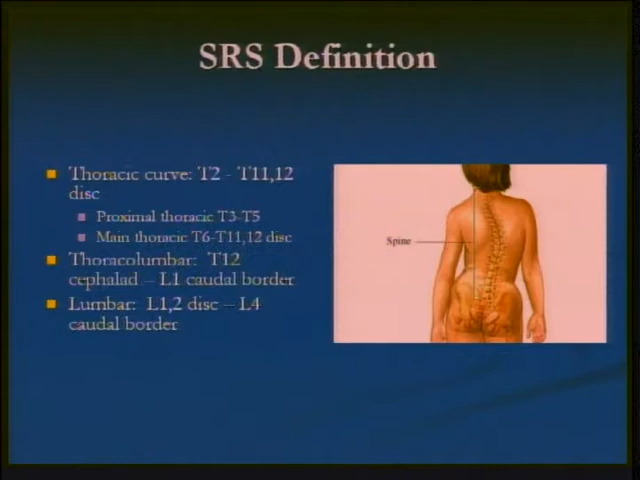 SRS Definition
Thoracic curve: T2 - T11,12
disc
Proximal thoracic T3-T5
Main thoracic T6-T11,12 disc
Thoracolumbar: T12
cephalad – L1 caudal border
Lumbar: L1,2 disc – L4
caudal border
Spine